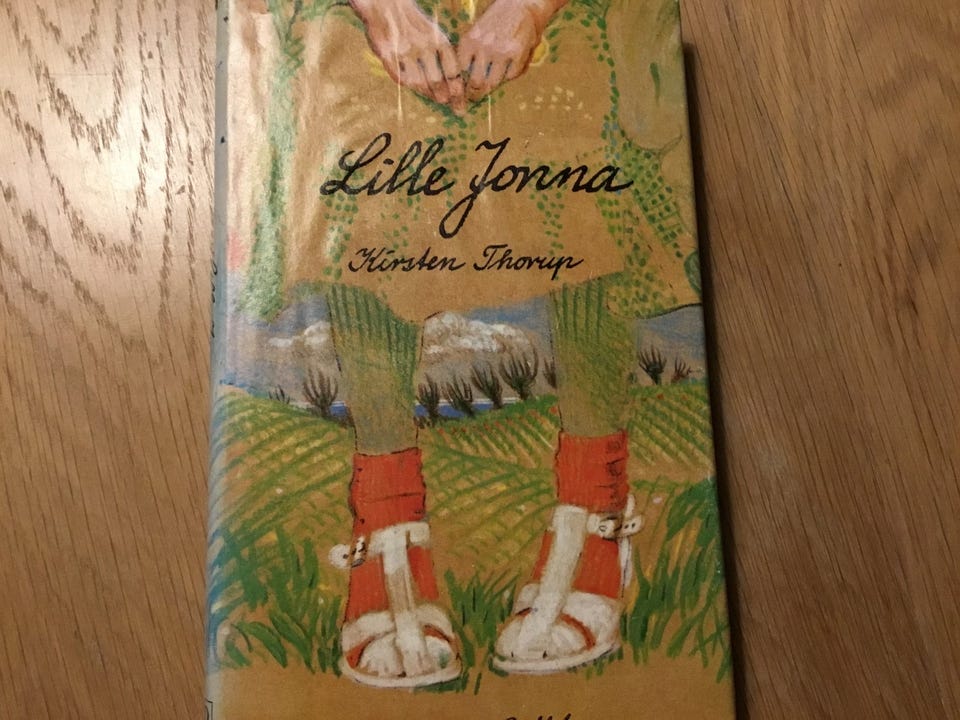 Lille Jonna
Kirsten Thorup